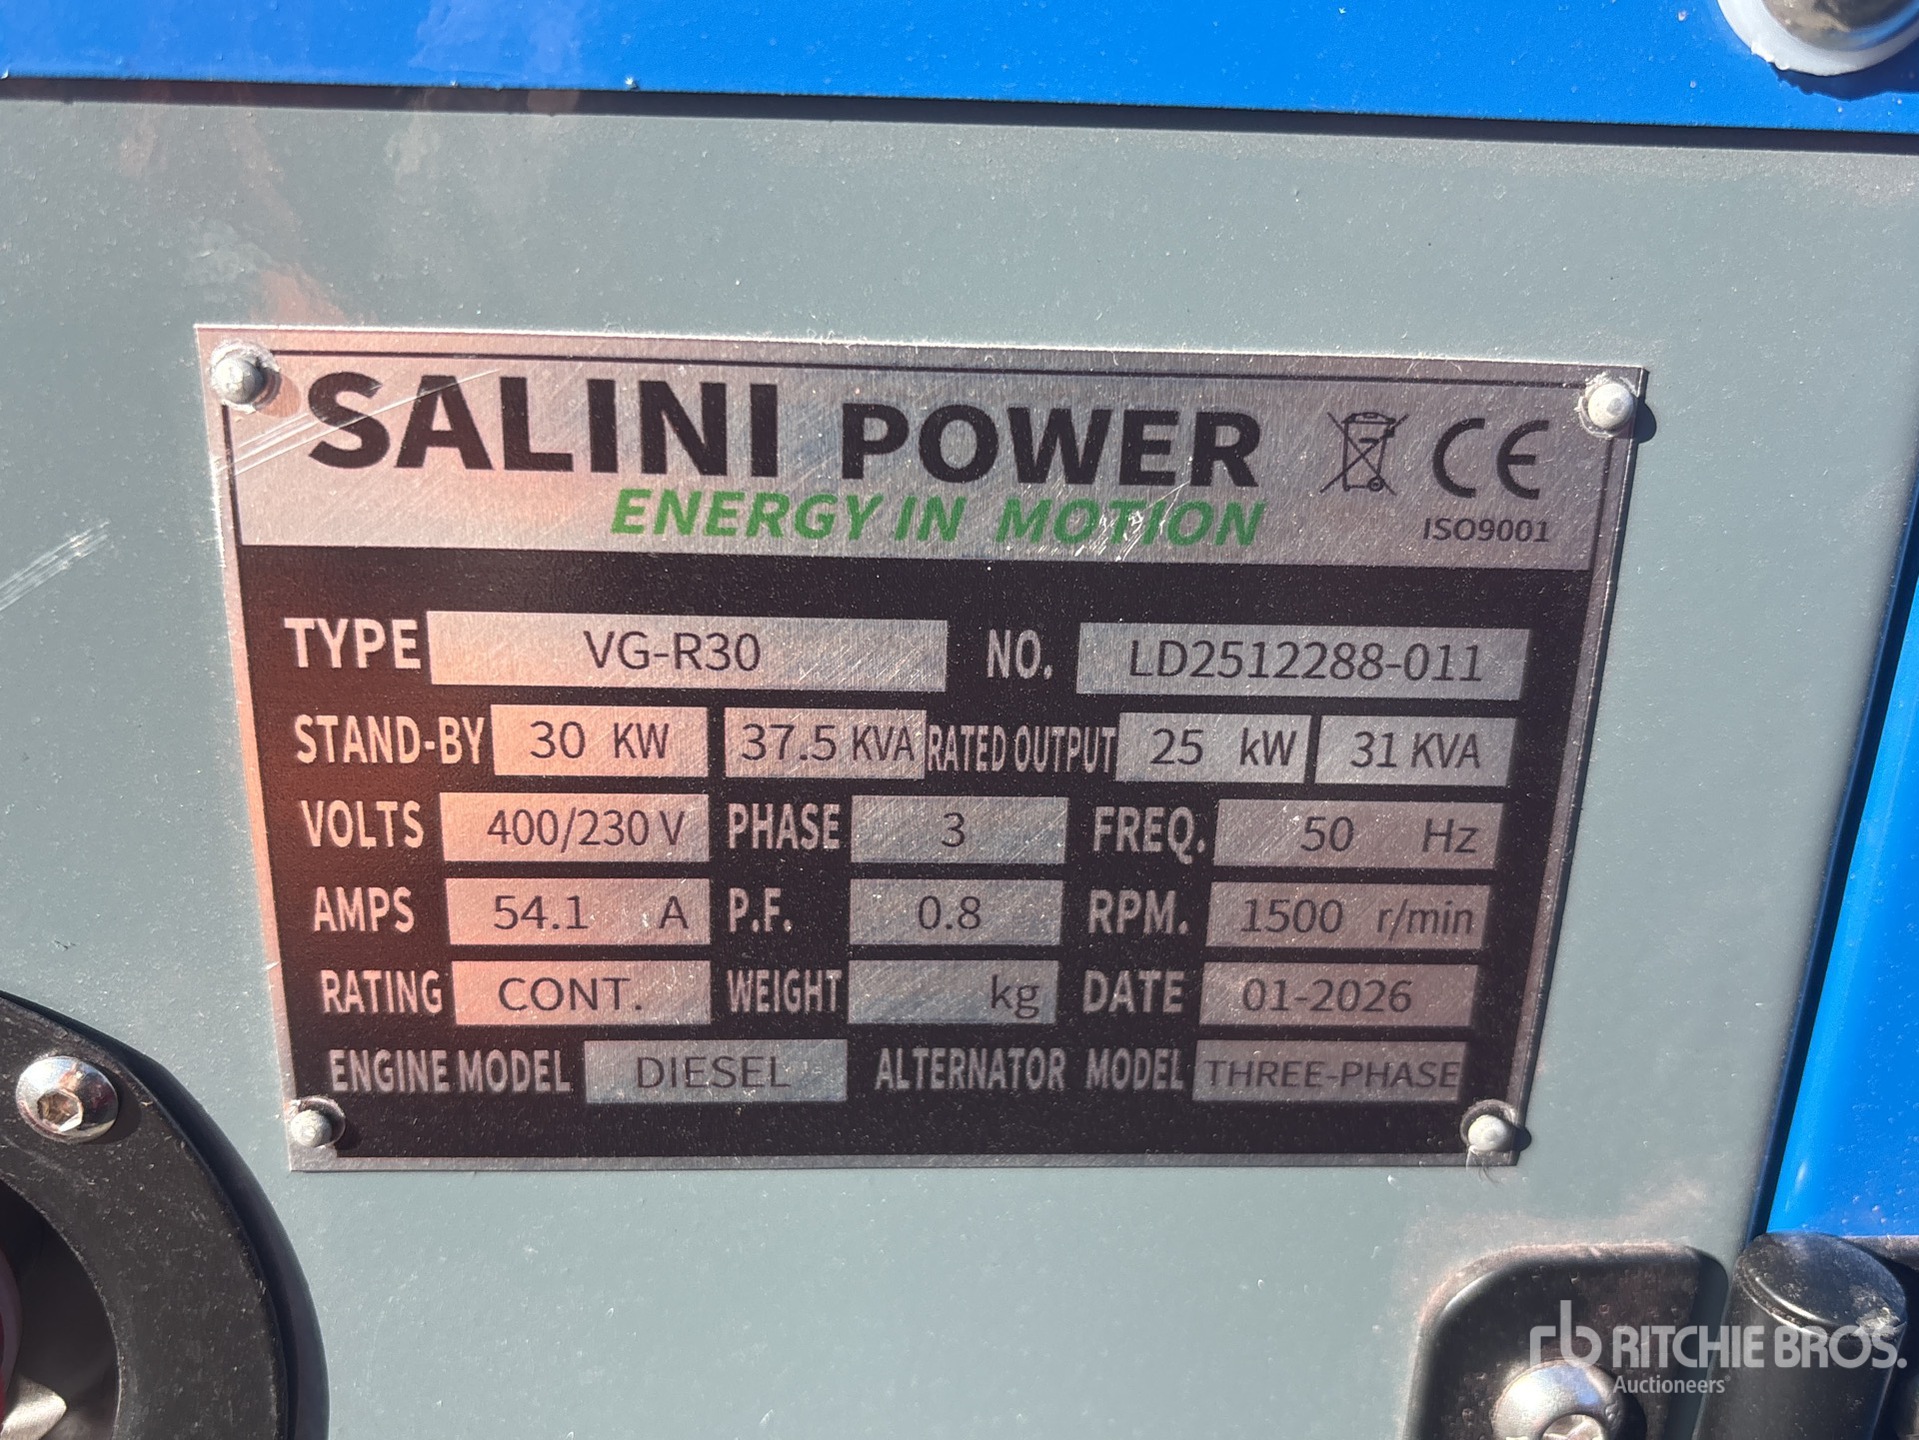 SALINI POWER
ENERGY IN MOTION
CE
ISO9001
TYPE VG-R30 NO. LD2512288-011
STAND-BY 30 KW 37.5 KVA RATED OUTPUT 25 kW 31 KVA
VOLTS 400/230 V PHASE 3 FREQ. 50 Hz
AMPS 54.1 A P.F. 0.8 RPM. 1500 r/min
RATING CONT. WEIGHT kg DATE 01-2026
ENGINE MODEL DIESEL ALTERNATOR MODEL THREE-PHASE
rb RITCHIE BROS.
Auctioneers